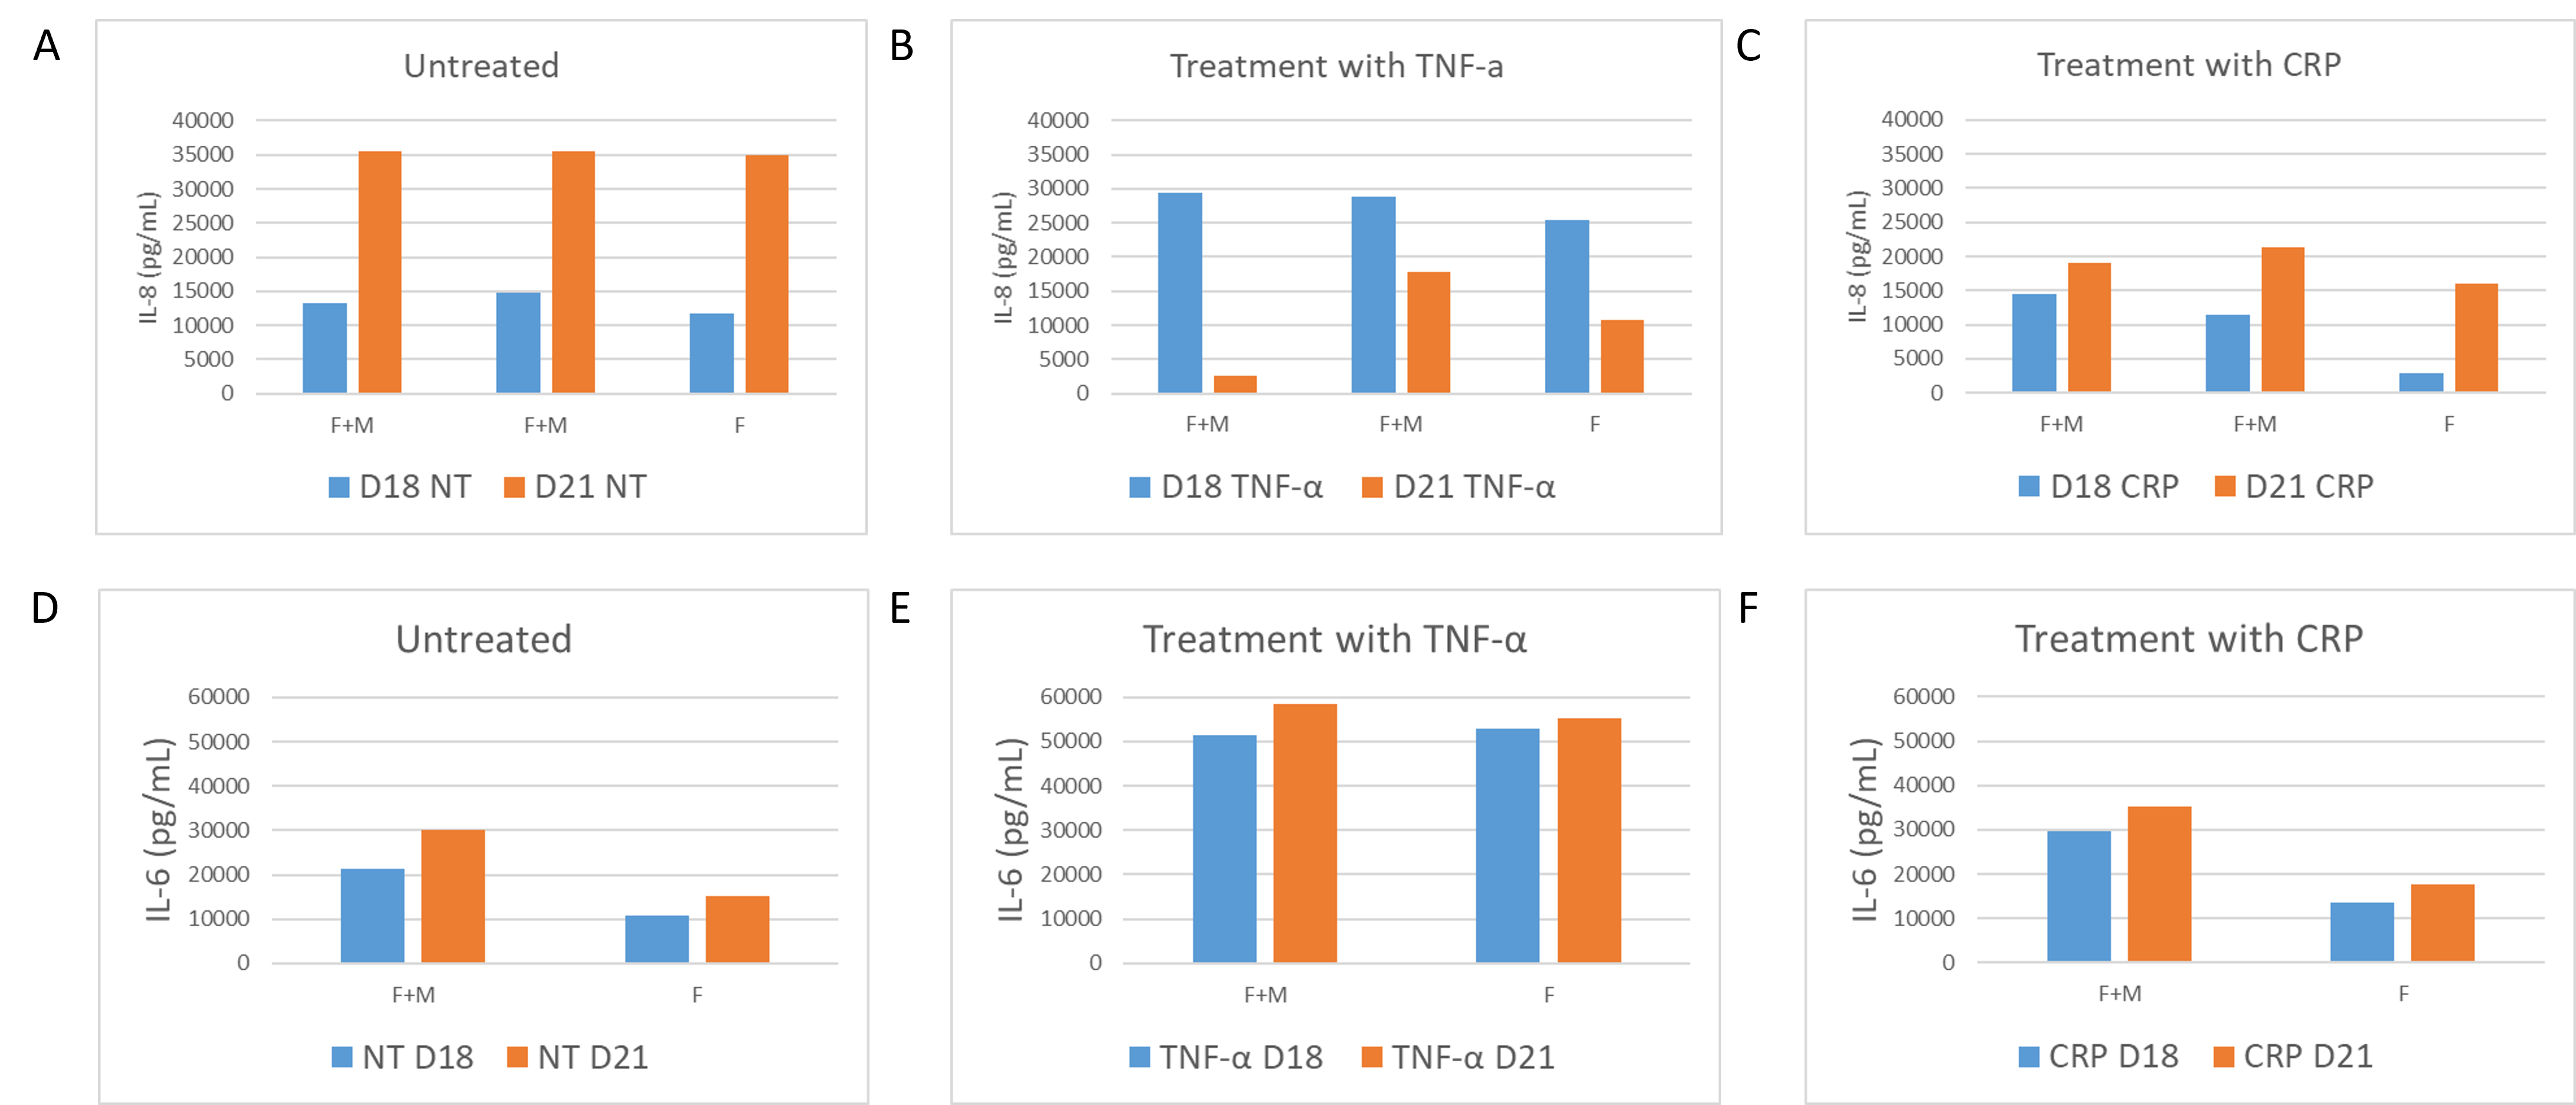 A
Untreated
40000
35000
30000
25000
20000
15000
10000
5000
0
IL-8 (pg/mL)
F+M F+M F
D18 NT D21 NT
B
Treatment with TNF-a
40000
35000
30000
25000
20000
15000
10000
5000
0
IL-8 (pg/mL)
F+M F+M F
D18 TNF-α D21 TNF-α
C
Treatment with CRP
40000
35000
30000
25000
20000
15000
10000
5000
0
IL-8 (pg/mL)
F+M F+M F
D18 CRP D21 CRP
D
Untreated
60000
50000
40000
30000
20000
10000
0
IL-6 (pg/mL)
F+M F
NT D18 NT D21
E
Treatment with TNF-α
60000
50000
40000
30000
20000
10000
0
IL-6 (pg/mL)
F+M F
TNF-α D18 TNF-α D21
F
Treatment with CRP
60000
50000
40000
30000
20000
10000
0
IL-6 (pg/mL)
F+M F
CRP D18 CRP D21